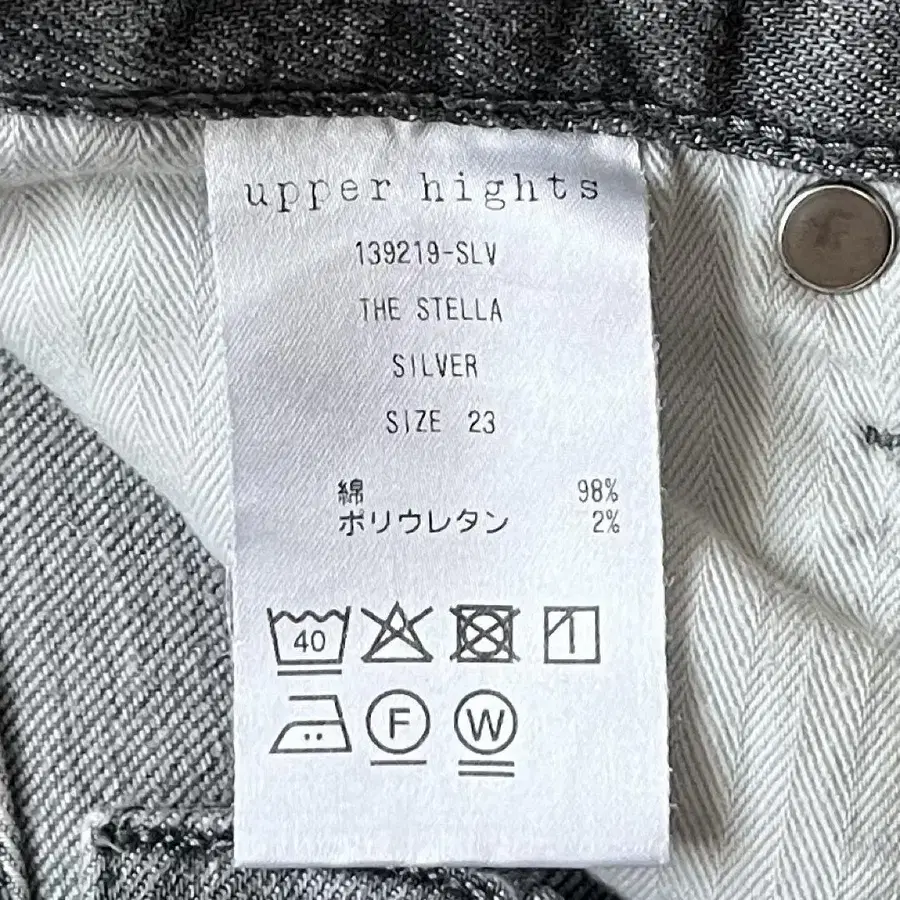 upper hights
139219-SLV
THE STELLA
SILVER
SIZE 23
綿 98%
ポリウレタン 2%
40
F W